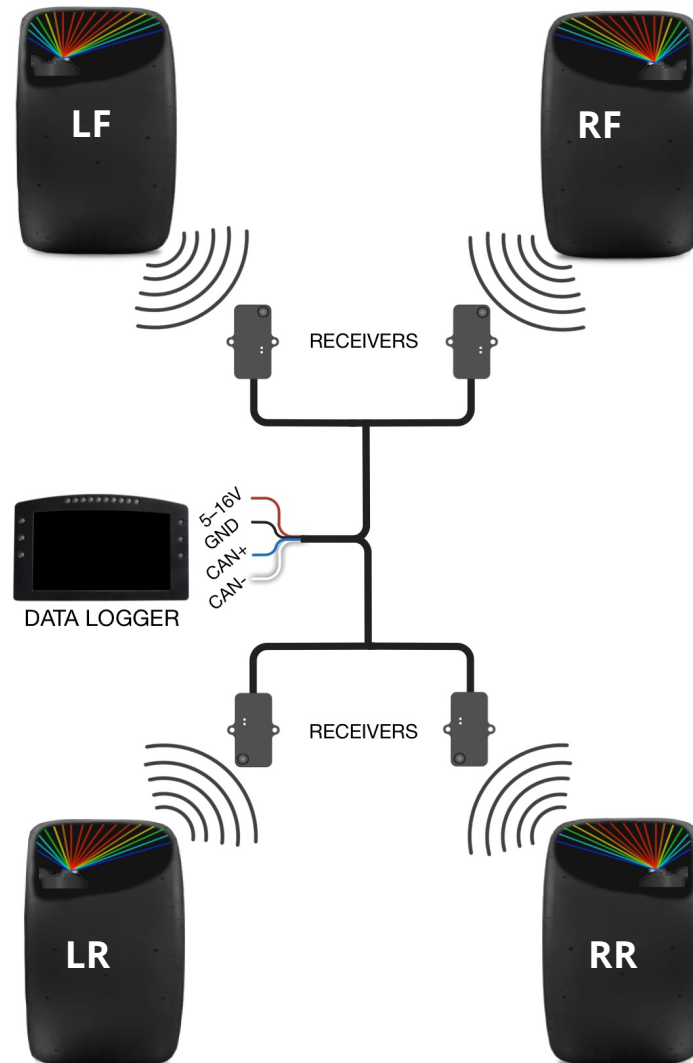 LF
RF
RECEIVERS
5–16V
GND
CAN+
CAN-
DATA LOGGER
RECEIVERS
LR
RR